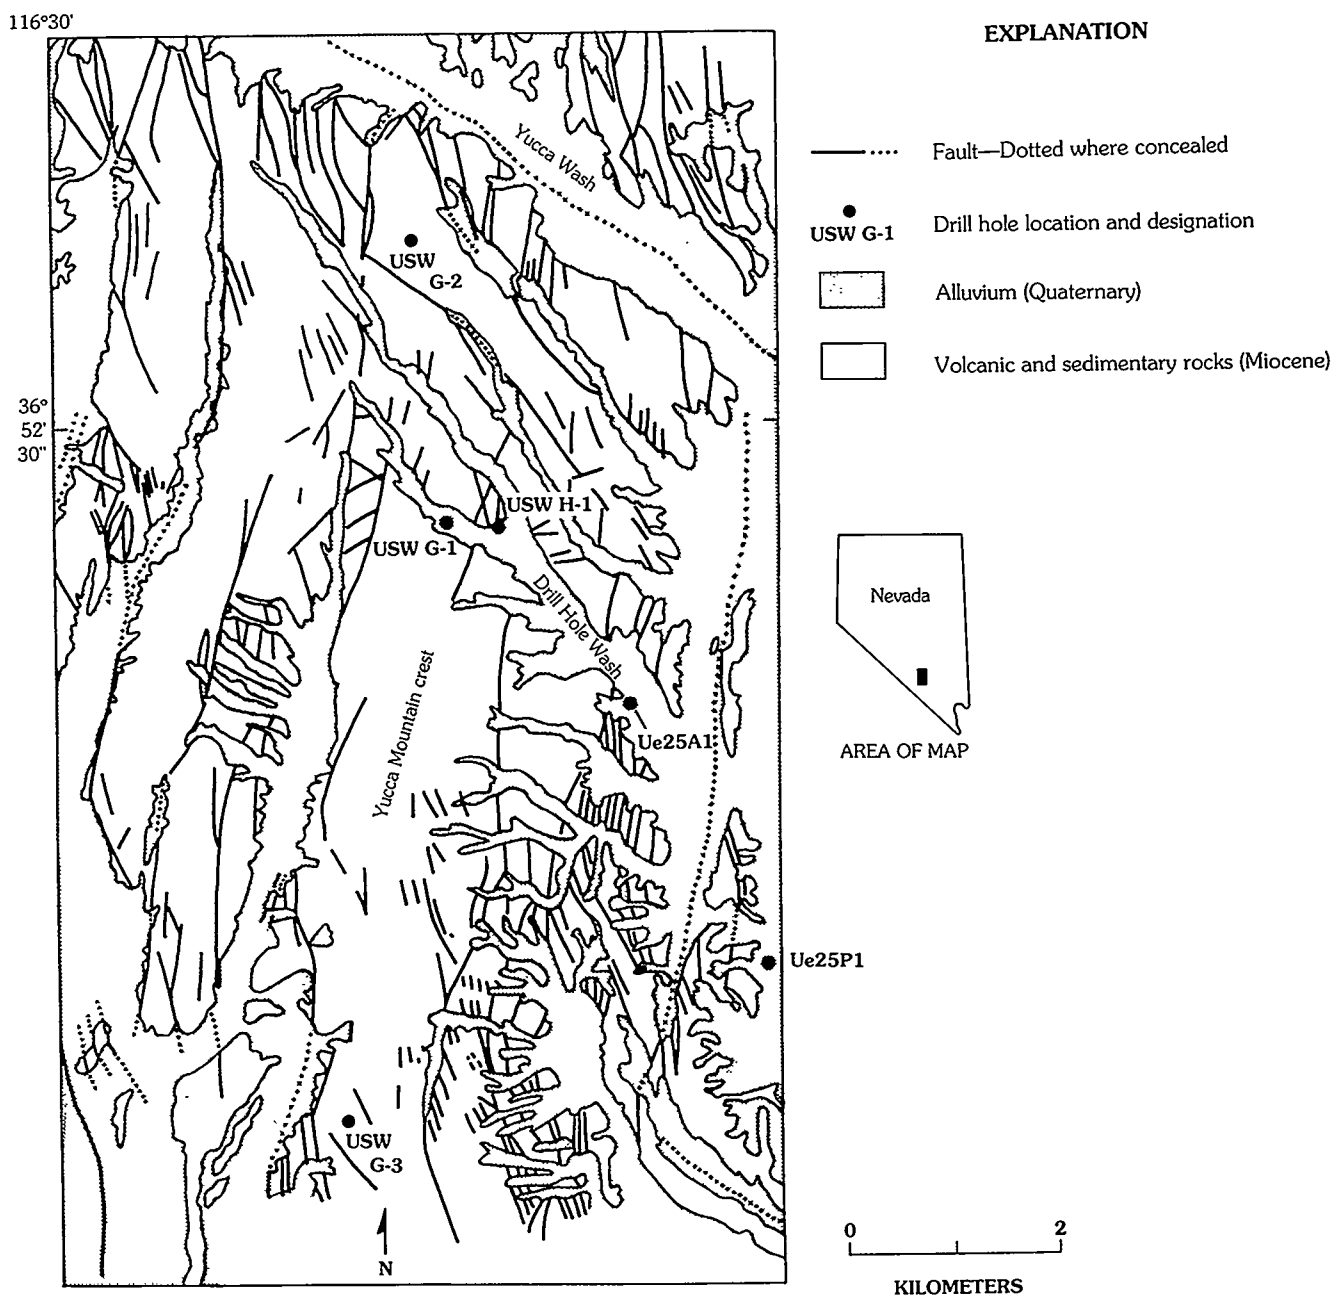 116°30'
EXPLANATION
Fault—Dotted where concealed
USW G-1
Drill hole location and designation
Alluvium (Quaternary)
Volcanic and sedimentary rocks (Miocene)
Yucca Wash
USW
G-2
36°
52'
30"
USW H-1
USW G-1
Drill Hole Wash
Yucca Mountain crest
Ue25A1
Nevada
AREA OF MAP
Ue25P1
USW
G-3
N
0 2
KILOMETERS